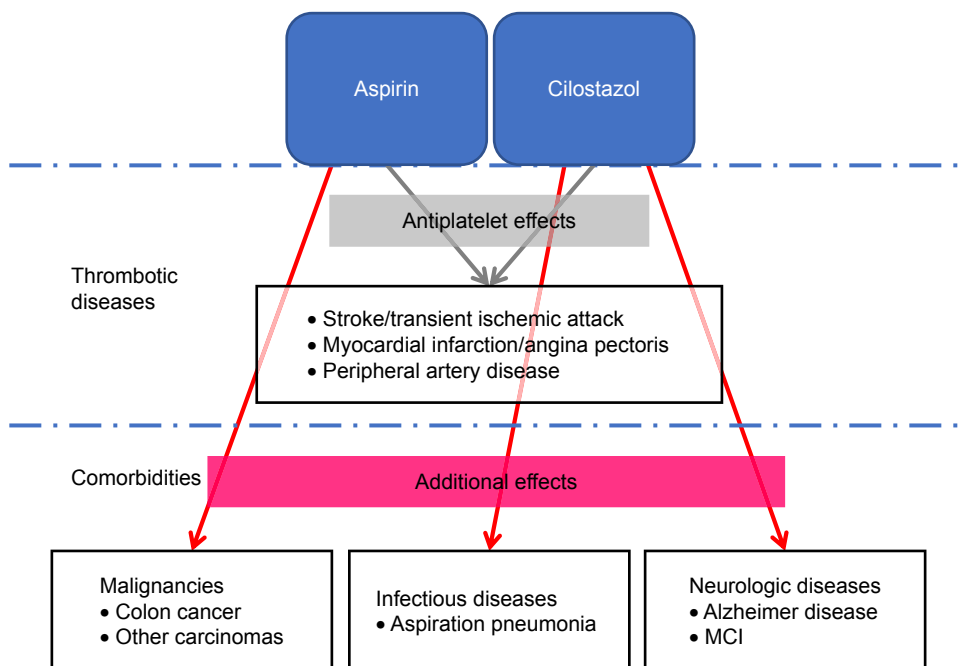 Aspirin
Cilostazol
Antiplatelet effects
Thrombotic
diseases
• Stroke/transient ischemic attack
• Myocardial infarction/angina pectoris
• Peripheral artery disease
Comorbidities
Additional effects
Malignancies
• Colon cancer
• Other carcinomas
Infectious diseases
• Aspiration pneumonia
Neurologic diseases
• Alzheimer disease
• MCI